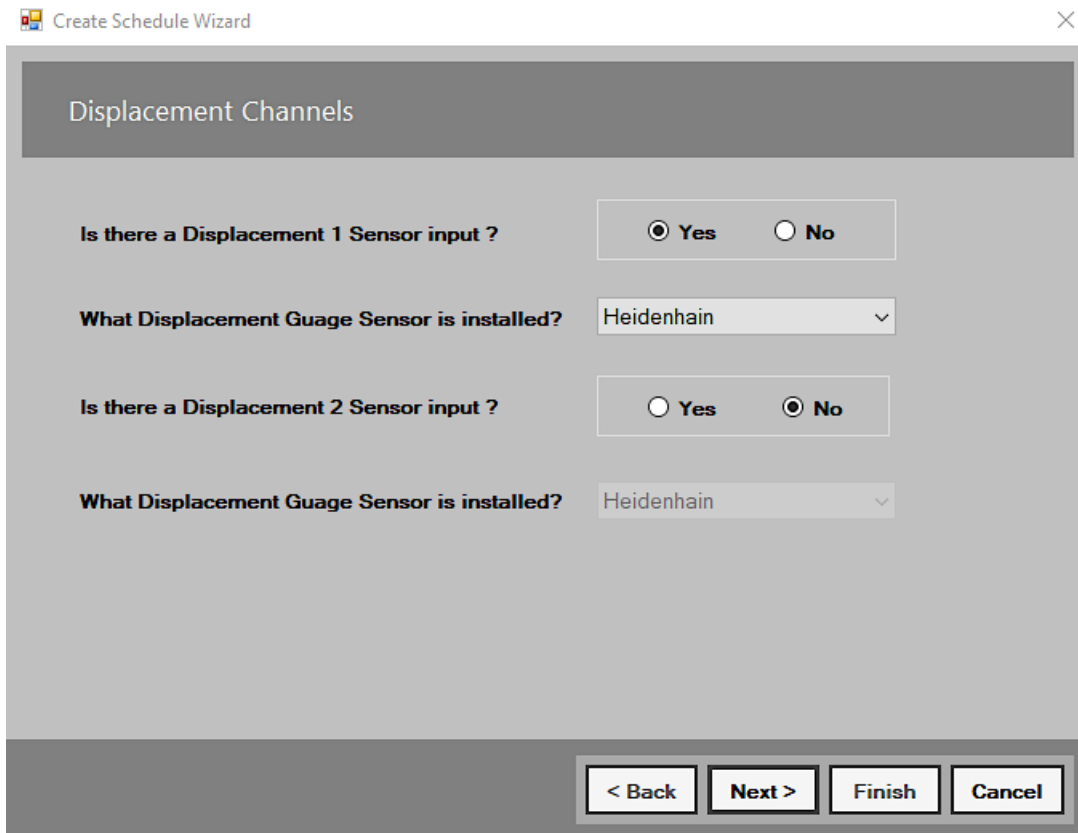 Create Schedule Wizard
Displacement Channels
Is there a Displacement 1 Sensor input ? Yes No
What Displacement Guage Sensor is installed? Heidenhain
Is there a Displacement 2 Sensor input ? Yes No
What Displacement Guage Sensor is installed? Heidenhain
< Back Next > Finish Cancel